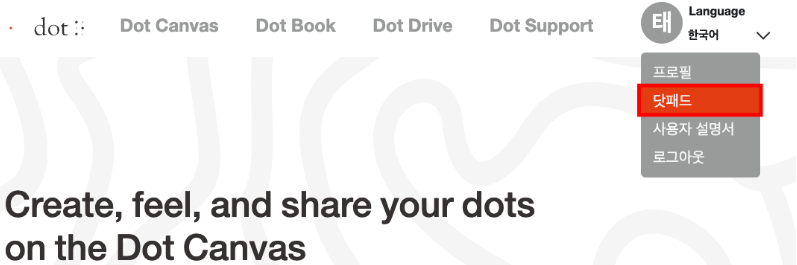 dot
Dot Canvas
Dot Book
Dot Drive
Dot Support
태
Language
한국어
프로필
닷패드
사용자 설명서
로그아웃
Create, feel, and share your dots
on the Dot Canvas